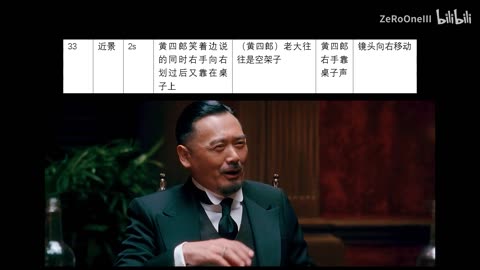 ZeRoOneIII bilibili
33 近景 2s 黄四郎笑着边说 （黄四郎）老大往 黄四郎 镜头向右移动
的同时右手向右 往是空架子 右手靠
划过后又靠在桌 桌子声
子上